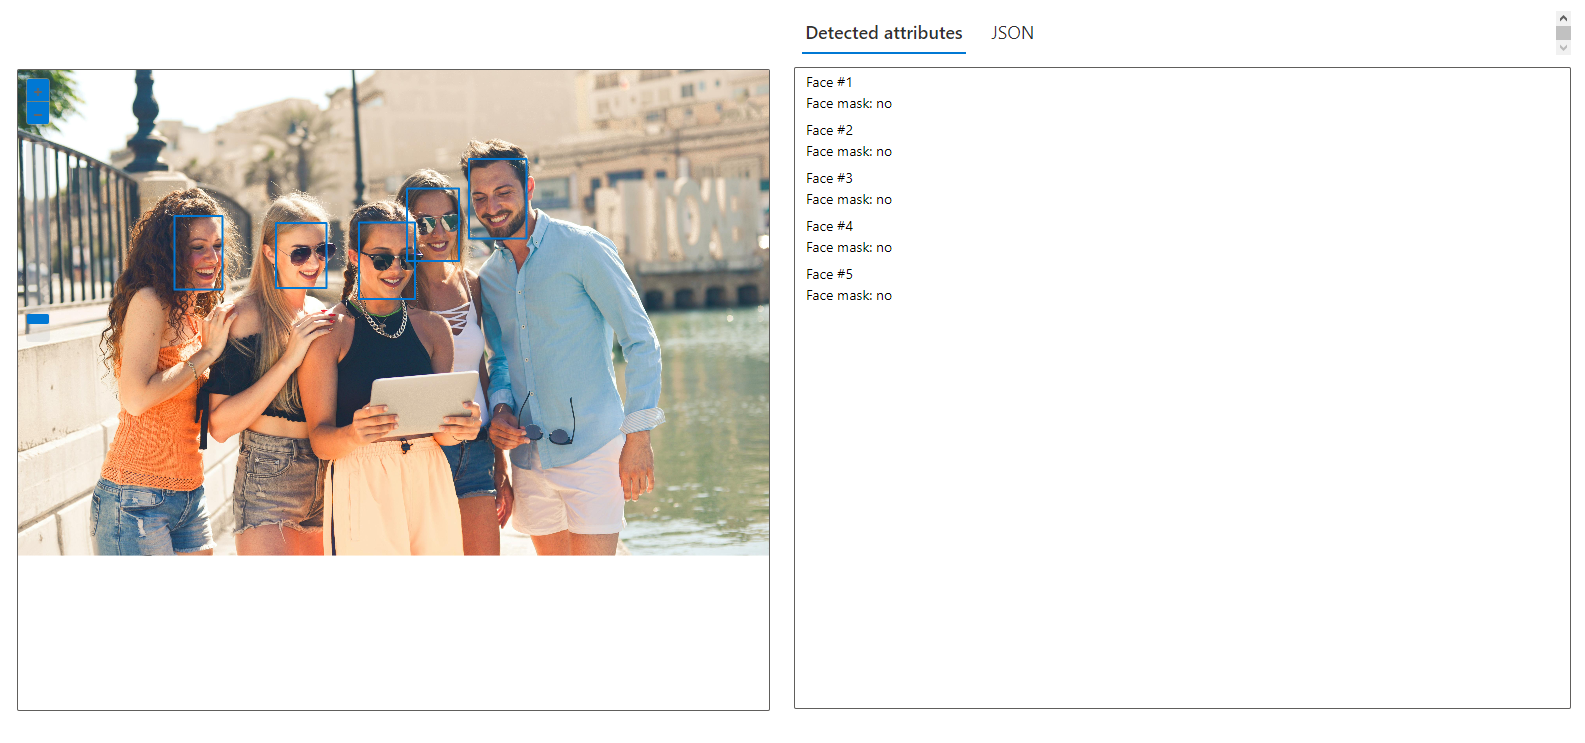 Detected attributes JSON
Face #1
Face mask: no
Face #2
Face mask: no
Face #3
Face mask: no
Face #4
Face mask: no
Face #5
Face mask: no